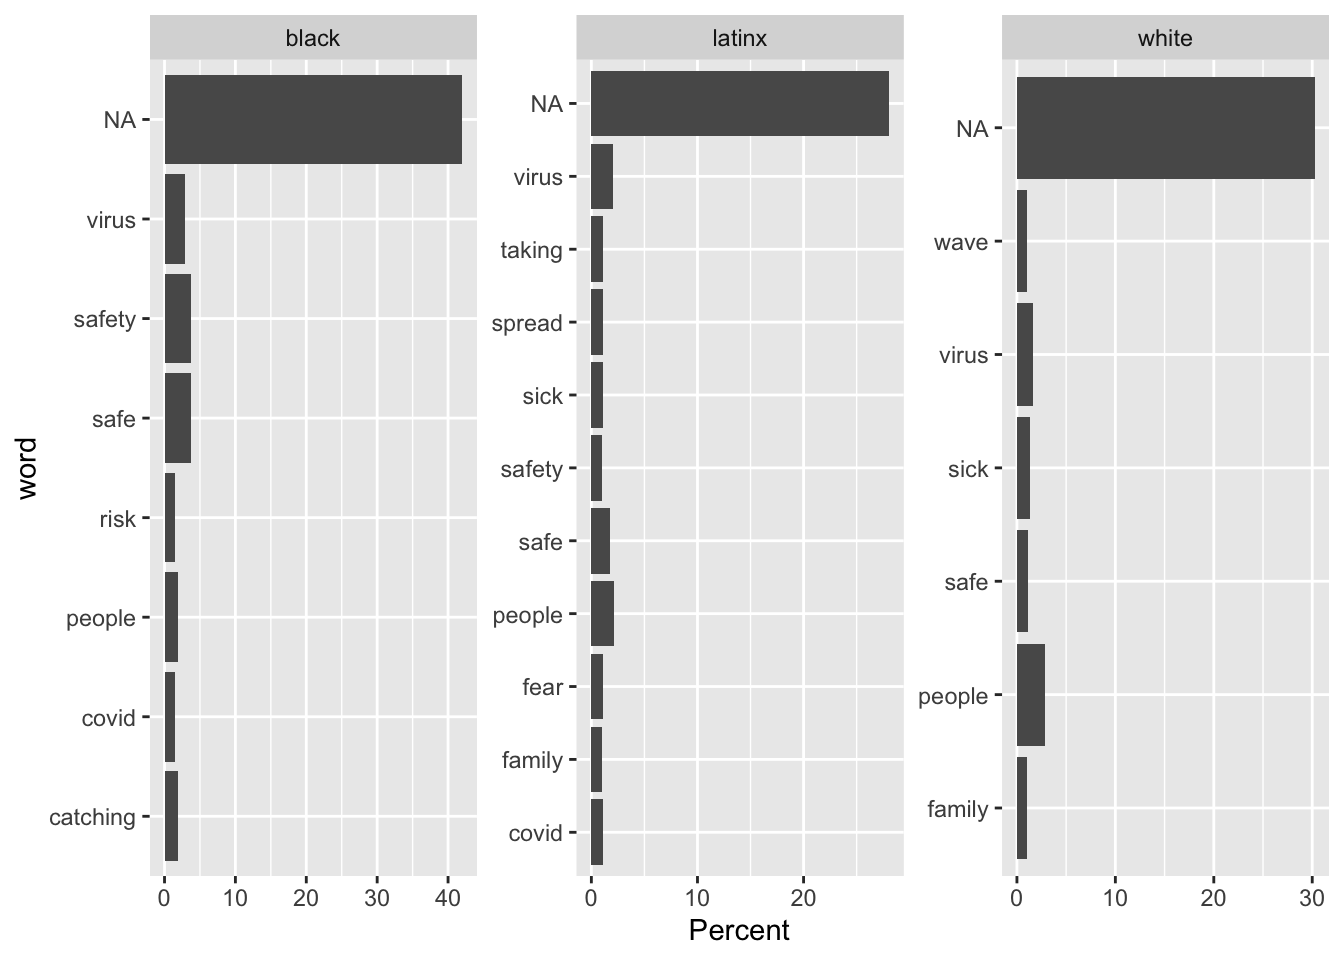 black
latinx
white
word
NA
virus
safety
safe
risk
people
covid
catching
0 10 20 30 40
NA
virus
taking
spread
sick
safety
safe
people
fear
family
covid
0 10 20
NA
wave
virus
sick
safe
people
family
0 10 20 30
Percent